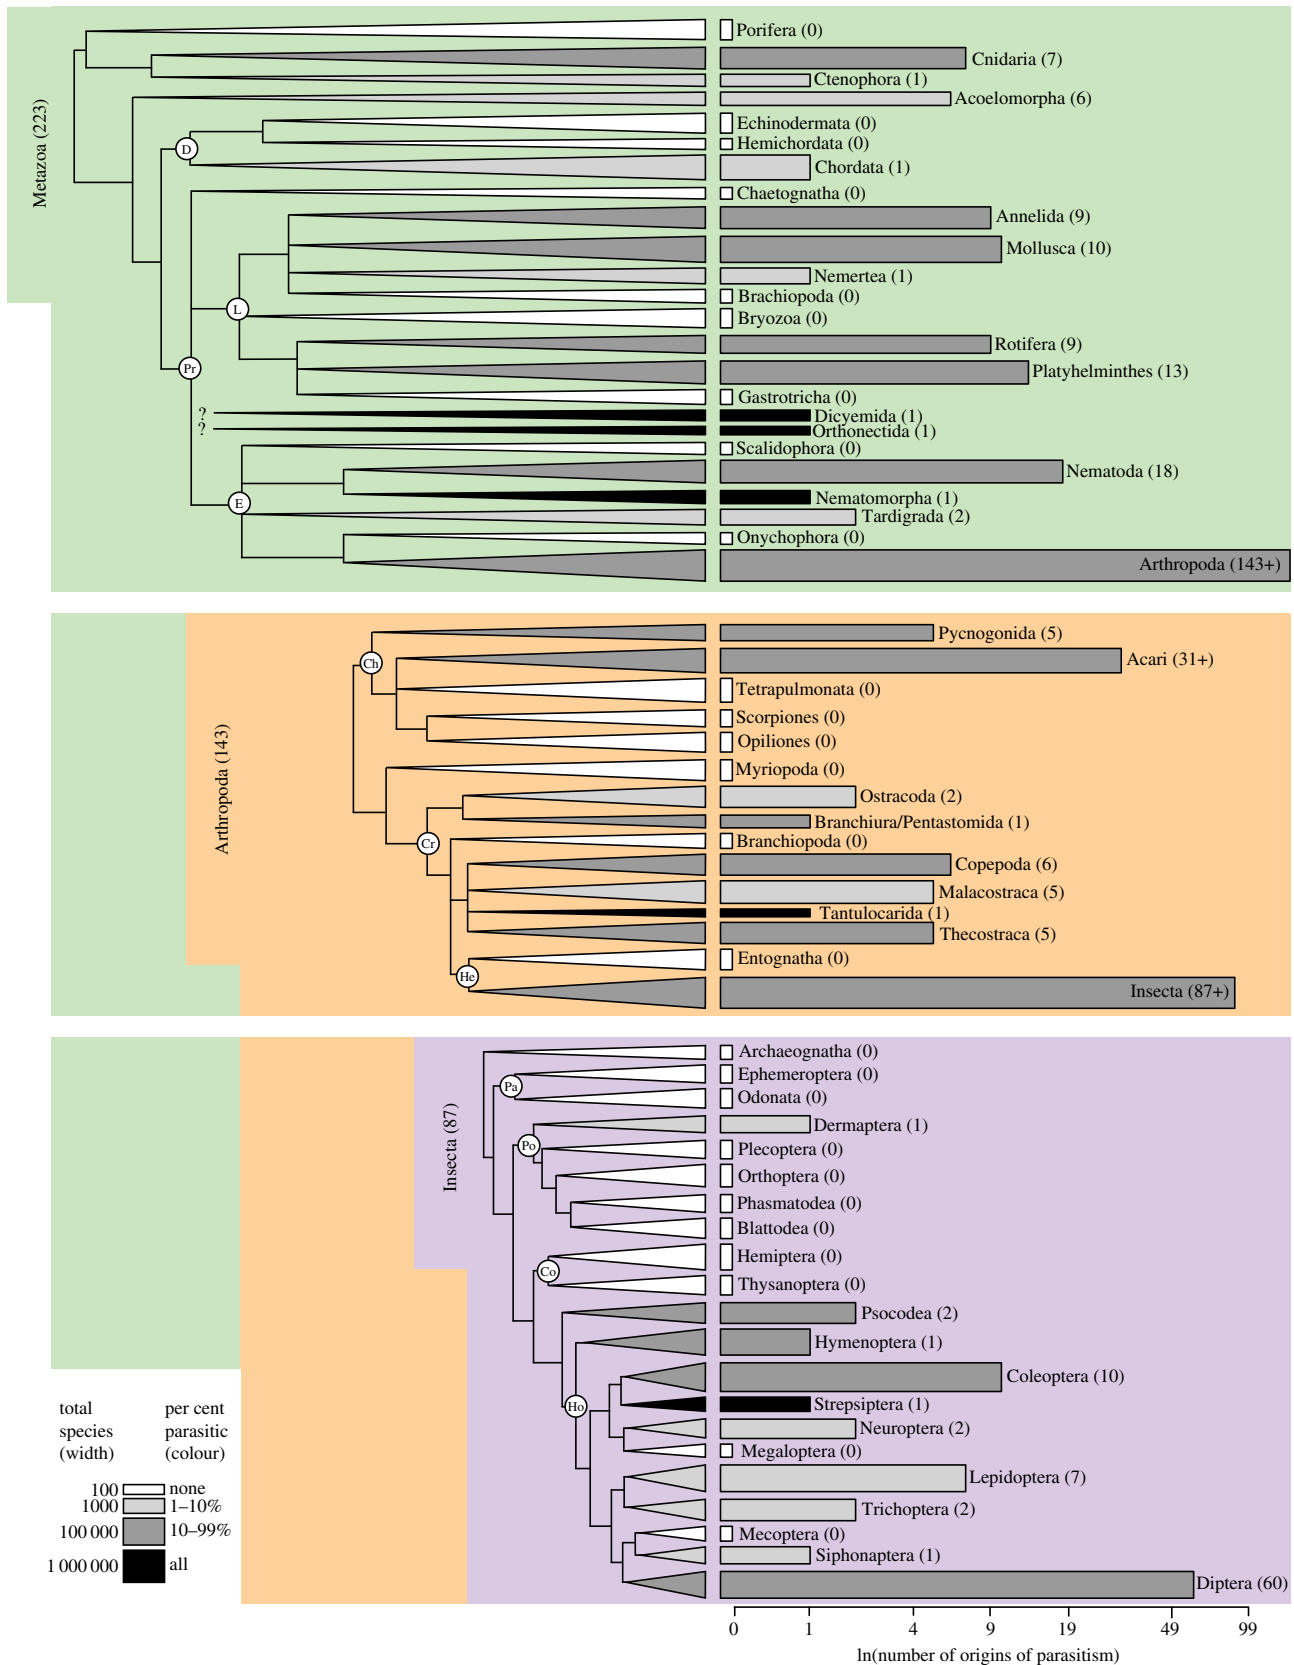 Metazoa (223)
Porifera (0)
Cnidaria (7)
Ctenophora (1)
Acoelomorpha (6)
Echinodermata (0)
D
Hemichordata (0)
Chordata (1)
Chaetognatha (0)
Annelida (9)
Mollusca (10)
Nemertea (1)
Brachiopoda (0)
L
Bryozoa (0)
Rotifera (9)
Pr
Platyhelminthes (13)
Gastrotricha (0)
? Dicyemida (1)
? Orthonectida (1)
Scalidophora (0)
Nematoda (18)
Nematomorpha (1)
E
Tardigrada (2)
Onychophora (0)
Arthropoda (143+)
Arthropoda (143)
Pycnogonida (5)
Ch
Acari (31+)
Tetrapulmonata (0)
Scorpiones (0)
Opiliones (0)
Myriopoda (0)
Ostracoda (2)
Branchiura/Pentastomida (1)
Cr
Branchiopoda (0)
Copepoda (6)
Malacostraca (5)
Tantulocarida (1)
Thecostraca (5)
Entognatha (0)
He
Insecta (87+)
Insecta (87)
Archaeognatha (0)
Ephemeroptera (0)
Pa
Odonata (0)
Dermaptera (1)
Po
Plecoptera (0)
Orthoptera (0)
Phasmatodea (0)
Blattodea (0)
Hemiptera (0)
Co
Thysanoptera (0)
Psocodea (2)
Hymenoptera (1)
Coleoptera (10)
Strepsiptera (1)
Ho
Neuroptera (2)
Megaloptera (0)
Lepidoptera (7)
Trichoptera (2)
Mecoptera (0)
Siphonaptera (1)
Diptera (60)
total
species
(width)
per cent
parasitic
(colour)
100 none
1000 1–10%
100 000 10–99%
1 000 000 all
0 1 4 9 19 49 99
ln(number of origins of parasitism)